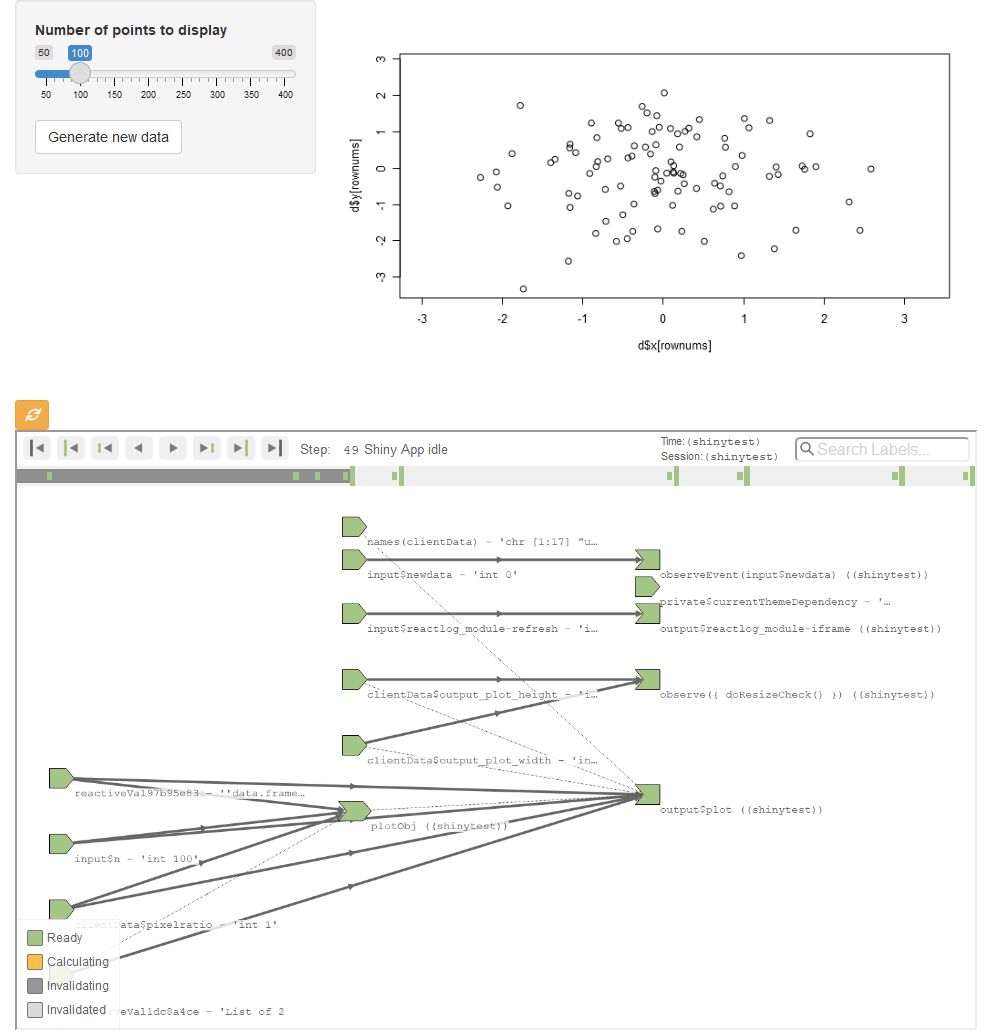 Number of points to display
50 100 400
50 100 150 200 250 300 350 400
Generate new data
3
2
1
0
-1
-2
-3
d$y[rownums]
-3 -2 -1 0 1 2 3
d$x[rownums]
Step: 49 Shiny App idle
Time: (shinytest)
Session: (shinytest)
Search Labels...
names(clientData) – 'chr [1:17] "u…
input$newdata – 'int 0'
observeEvent(input$newdata) ((shinytest))
private$currentThemeDependency – '…
input$reactlog_module-refresh – 'i…
output$reactlog_module-iframe ((shinytest))
clientData$output_plot_height – 'i…
observe({ doResizeCheck() }) ((shinytest))
clientData$output_plot_width – 'in…
reactiveVal97b95e83 – ''data.frame…
output$plot ((shinytest))
plotObj ((shinytest))
input$n – 'int 100'
clientData$pixelratio – 'int 1'
Ready
Calculating
Invalidating
Invalidated
veVal1dc8a4ce – 'List of 2